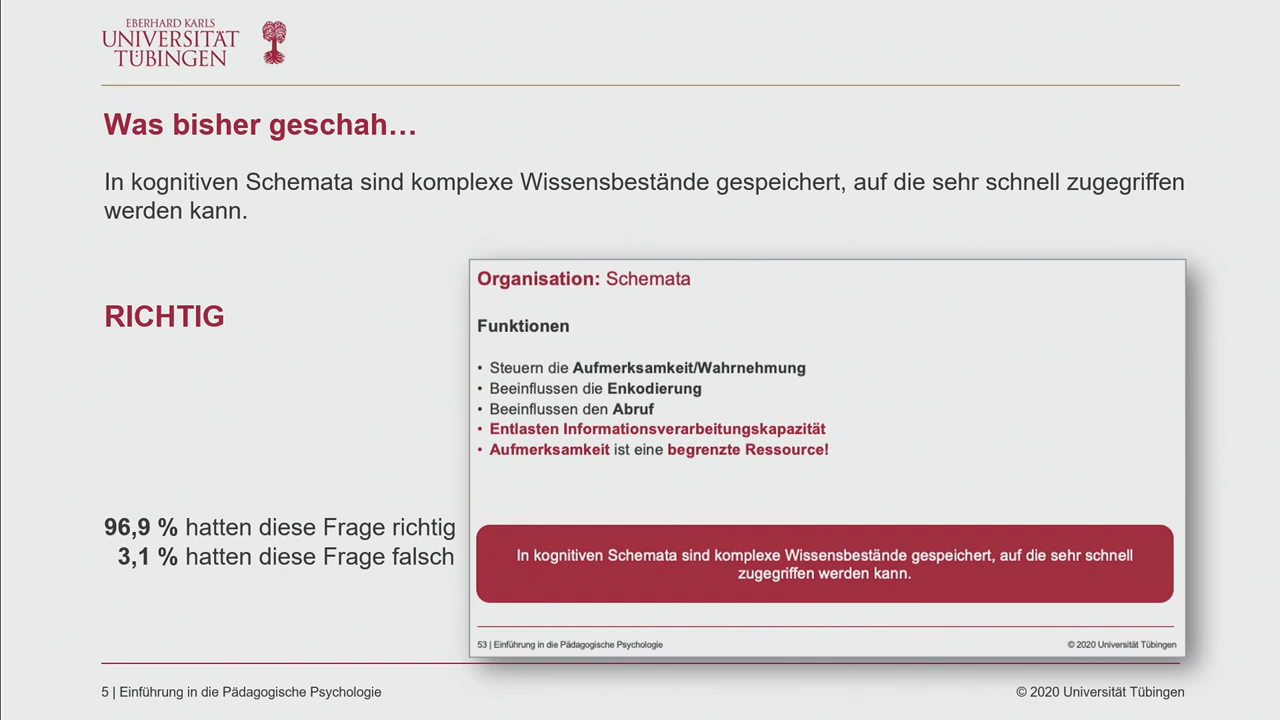 EBERHARD KARLS
UNIVERSITÄT
TÜBINGEN
Was bisher geschah…
In kognitiven Schemata sind komplexe Wissensbestände gespeichert, auf die sehr schnell zugegriffen
werden kann.
RICHTIG
96,9 % hatten diese Frage richtig
3,1 % hatten diese Frage falsch
Organisation: Schemata
Funktionen
• Steuern die Aufmerksamkeit/Wahrnehmung
• Beeinflussen die Enkodierung
• Beeinflussen den Abruf
• Entlasten Informationsverarbeitungskapazität
• Aufmerksamkeit ist eine begrenzte Ressource!
In kognitiven Schemata sind komplexe Wissensbestände gespeichert, auf die sehr schnell
zugegriffen werden kann.
53 | Einführung in die Pädagogische Psychologie
© 2020 Universität Tübingen
5 | Einführung in die Pädagogische Psychologie
© 2020 Universität Tübingen